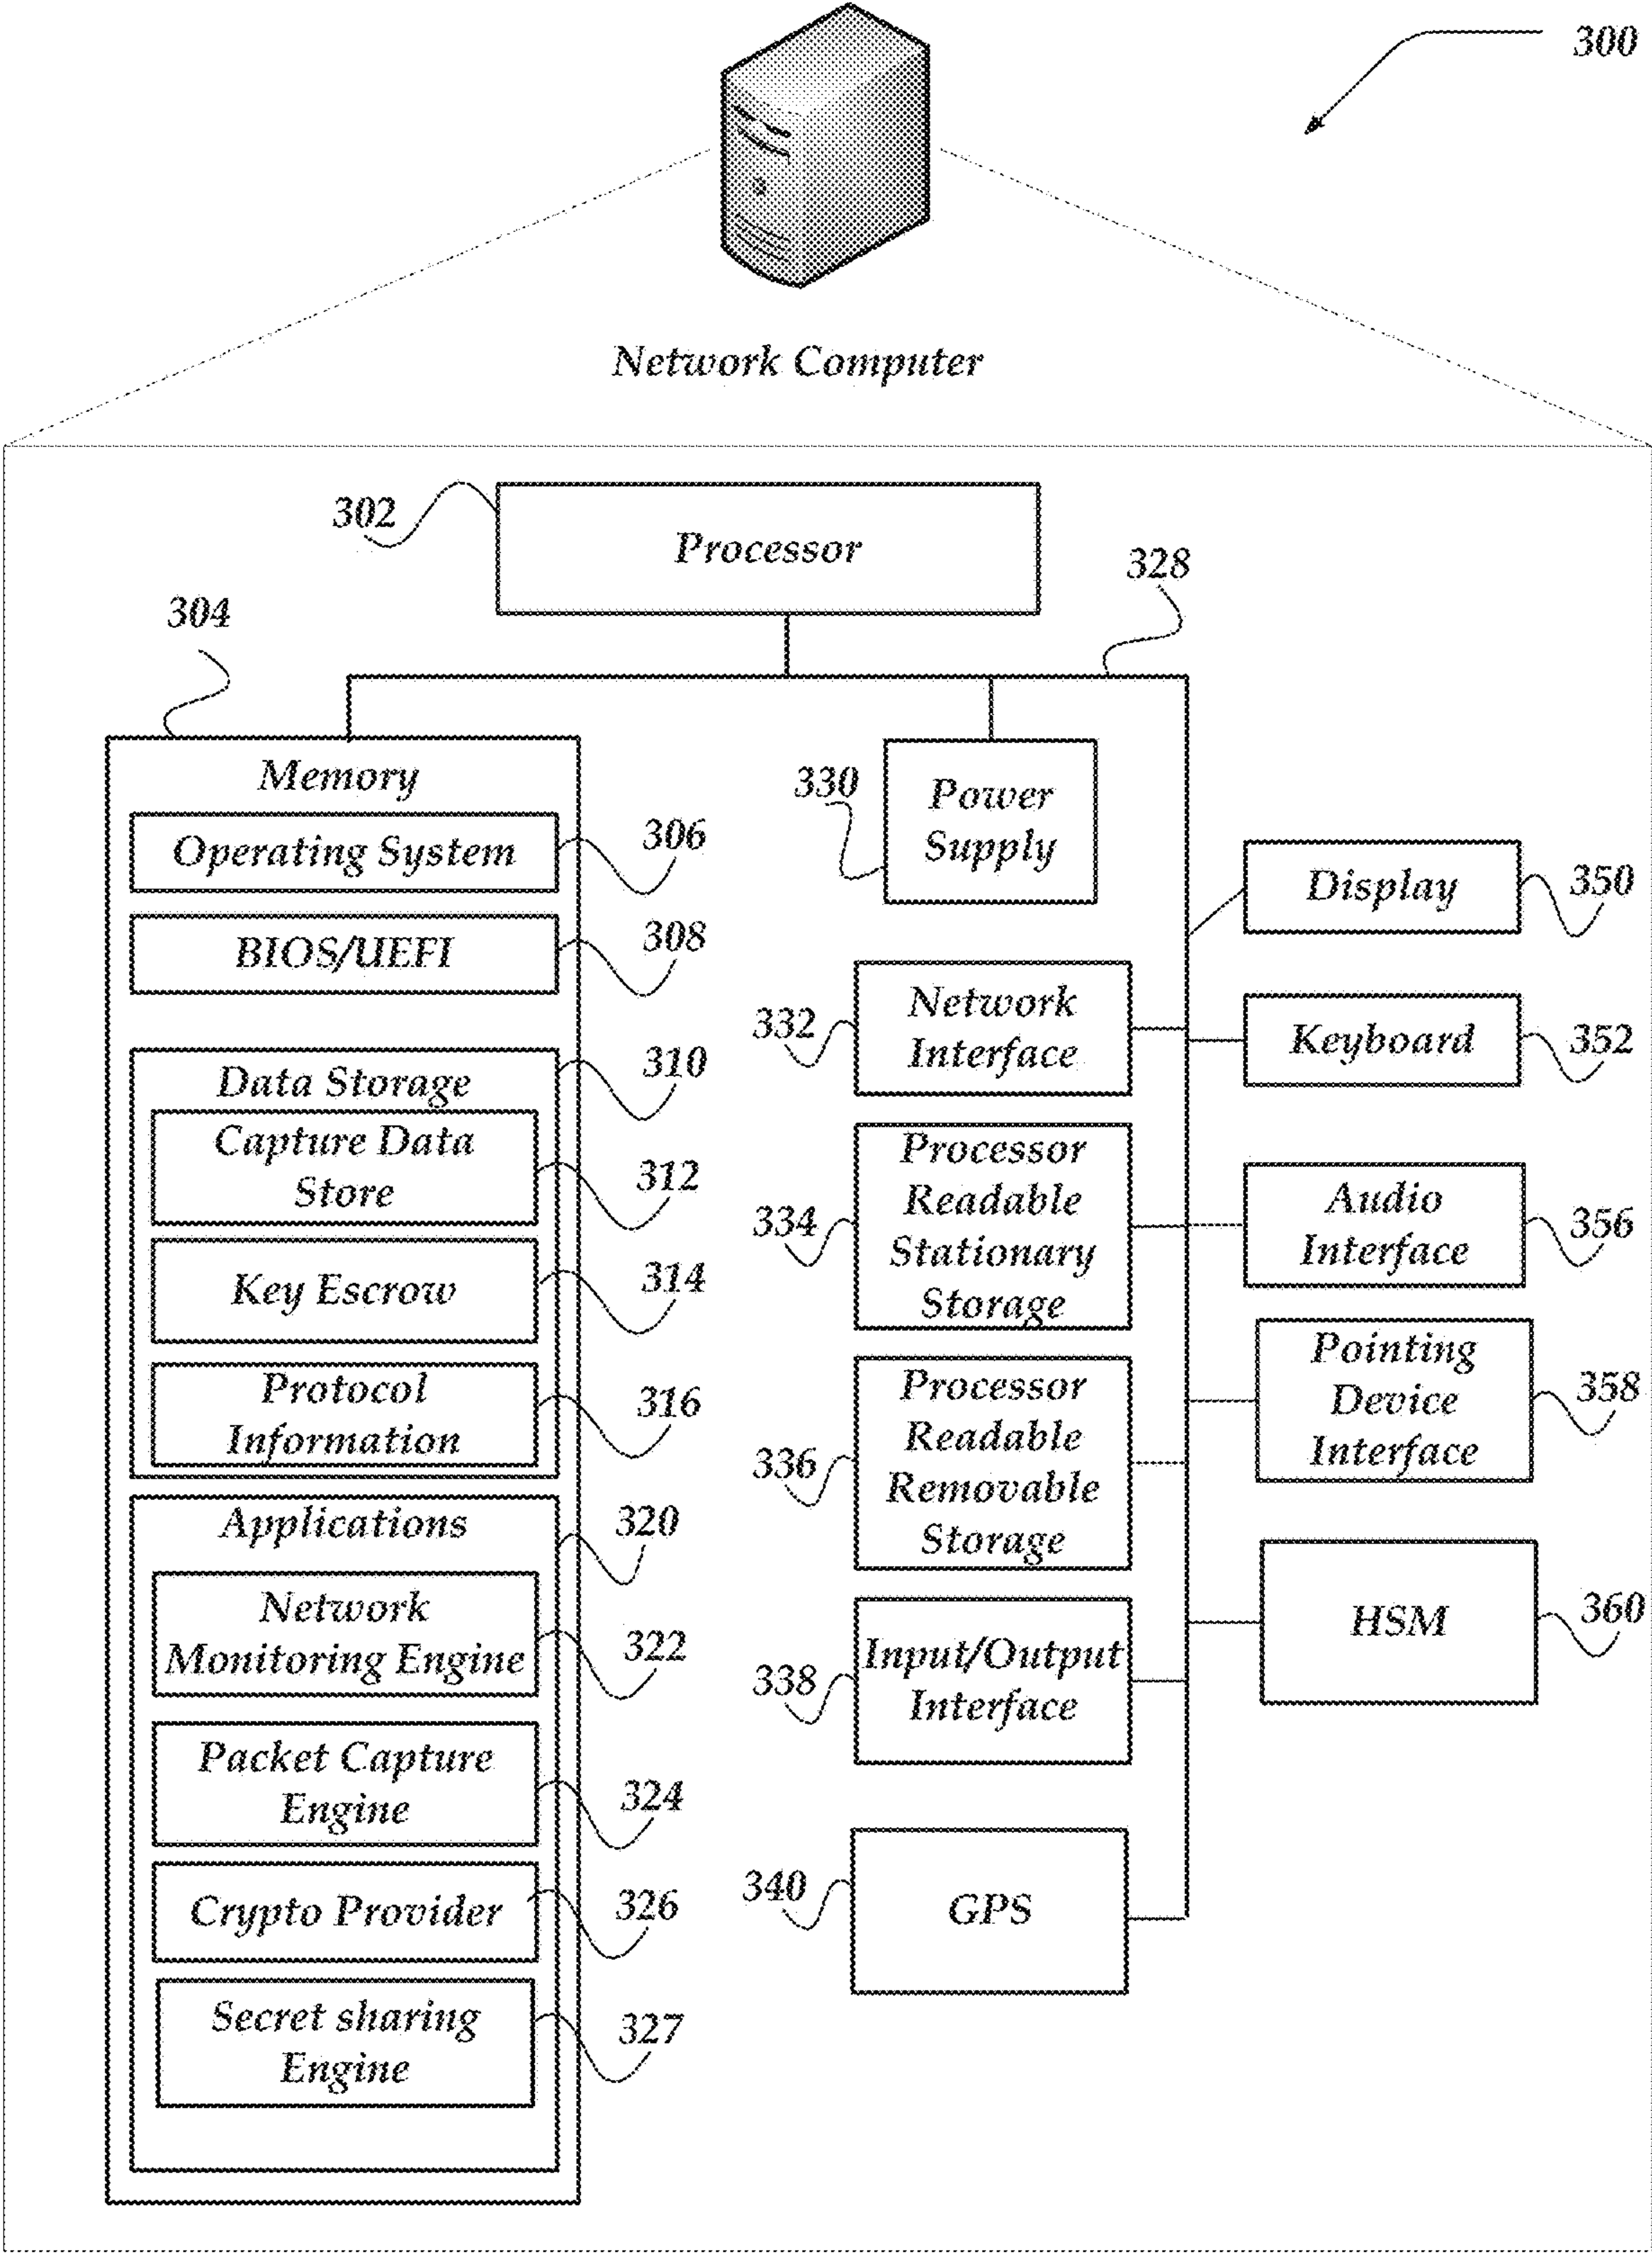 300
Network Computer
302
Processor
328
304
Memory
Operating System
306
BIOS/UEFI
308
Data Storage
310
Capture Data
Store
312
Key Escrow
314
Protocol
Information
316
Applications
320
Network
Monitoring Engine
322
Packet Capture
Engine
324
Crypto Provider
326
Secret sharing
Engine
327
330
Power
Supply
332
Network
Interface
334
Processor
Readable
Stationary
Storage
336
Processor
Readable
Removable
Storage
338
Input/Output
Interface
340
GPS
Display
350
Keyboard
352
Audio
Interface
356
Pointing
Device
Interface
358
HSM
360